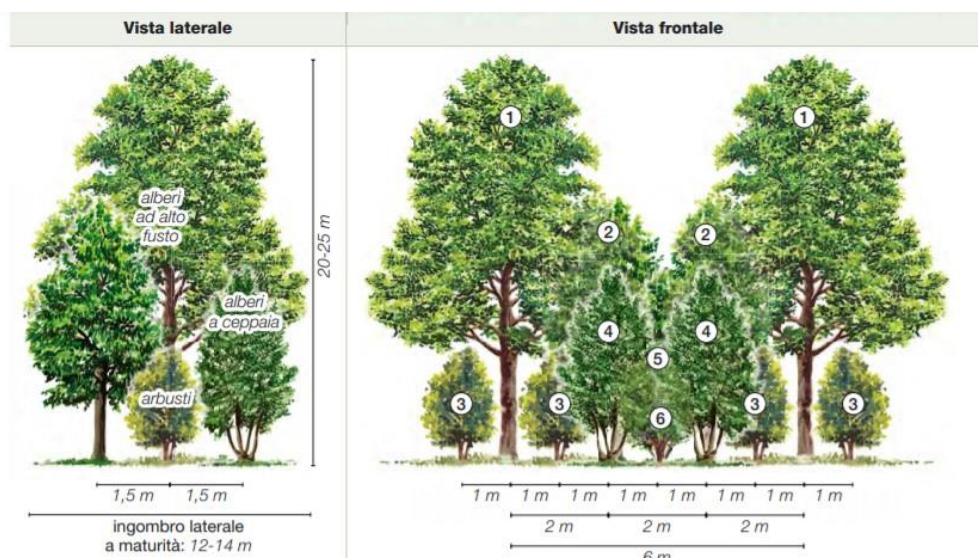 Vista laterale
Vista frontale
alberi
ad alto
fusto
alberi
a ceppaia
arbusti
20-25 m
1,5 m
1,5 m
ingombro laterale
a maturità: 12-14 m
1
1
2
2
4
4
5
3
3
6
3
3
1 m
1 m
1 m
1 m
1 m
1 m
1 m
1 m
2 m
2 m
2 m
6 m